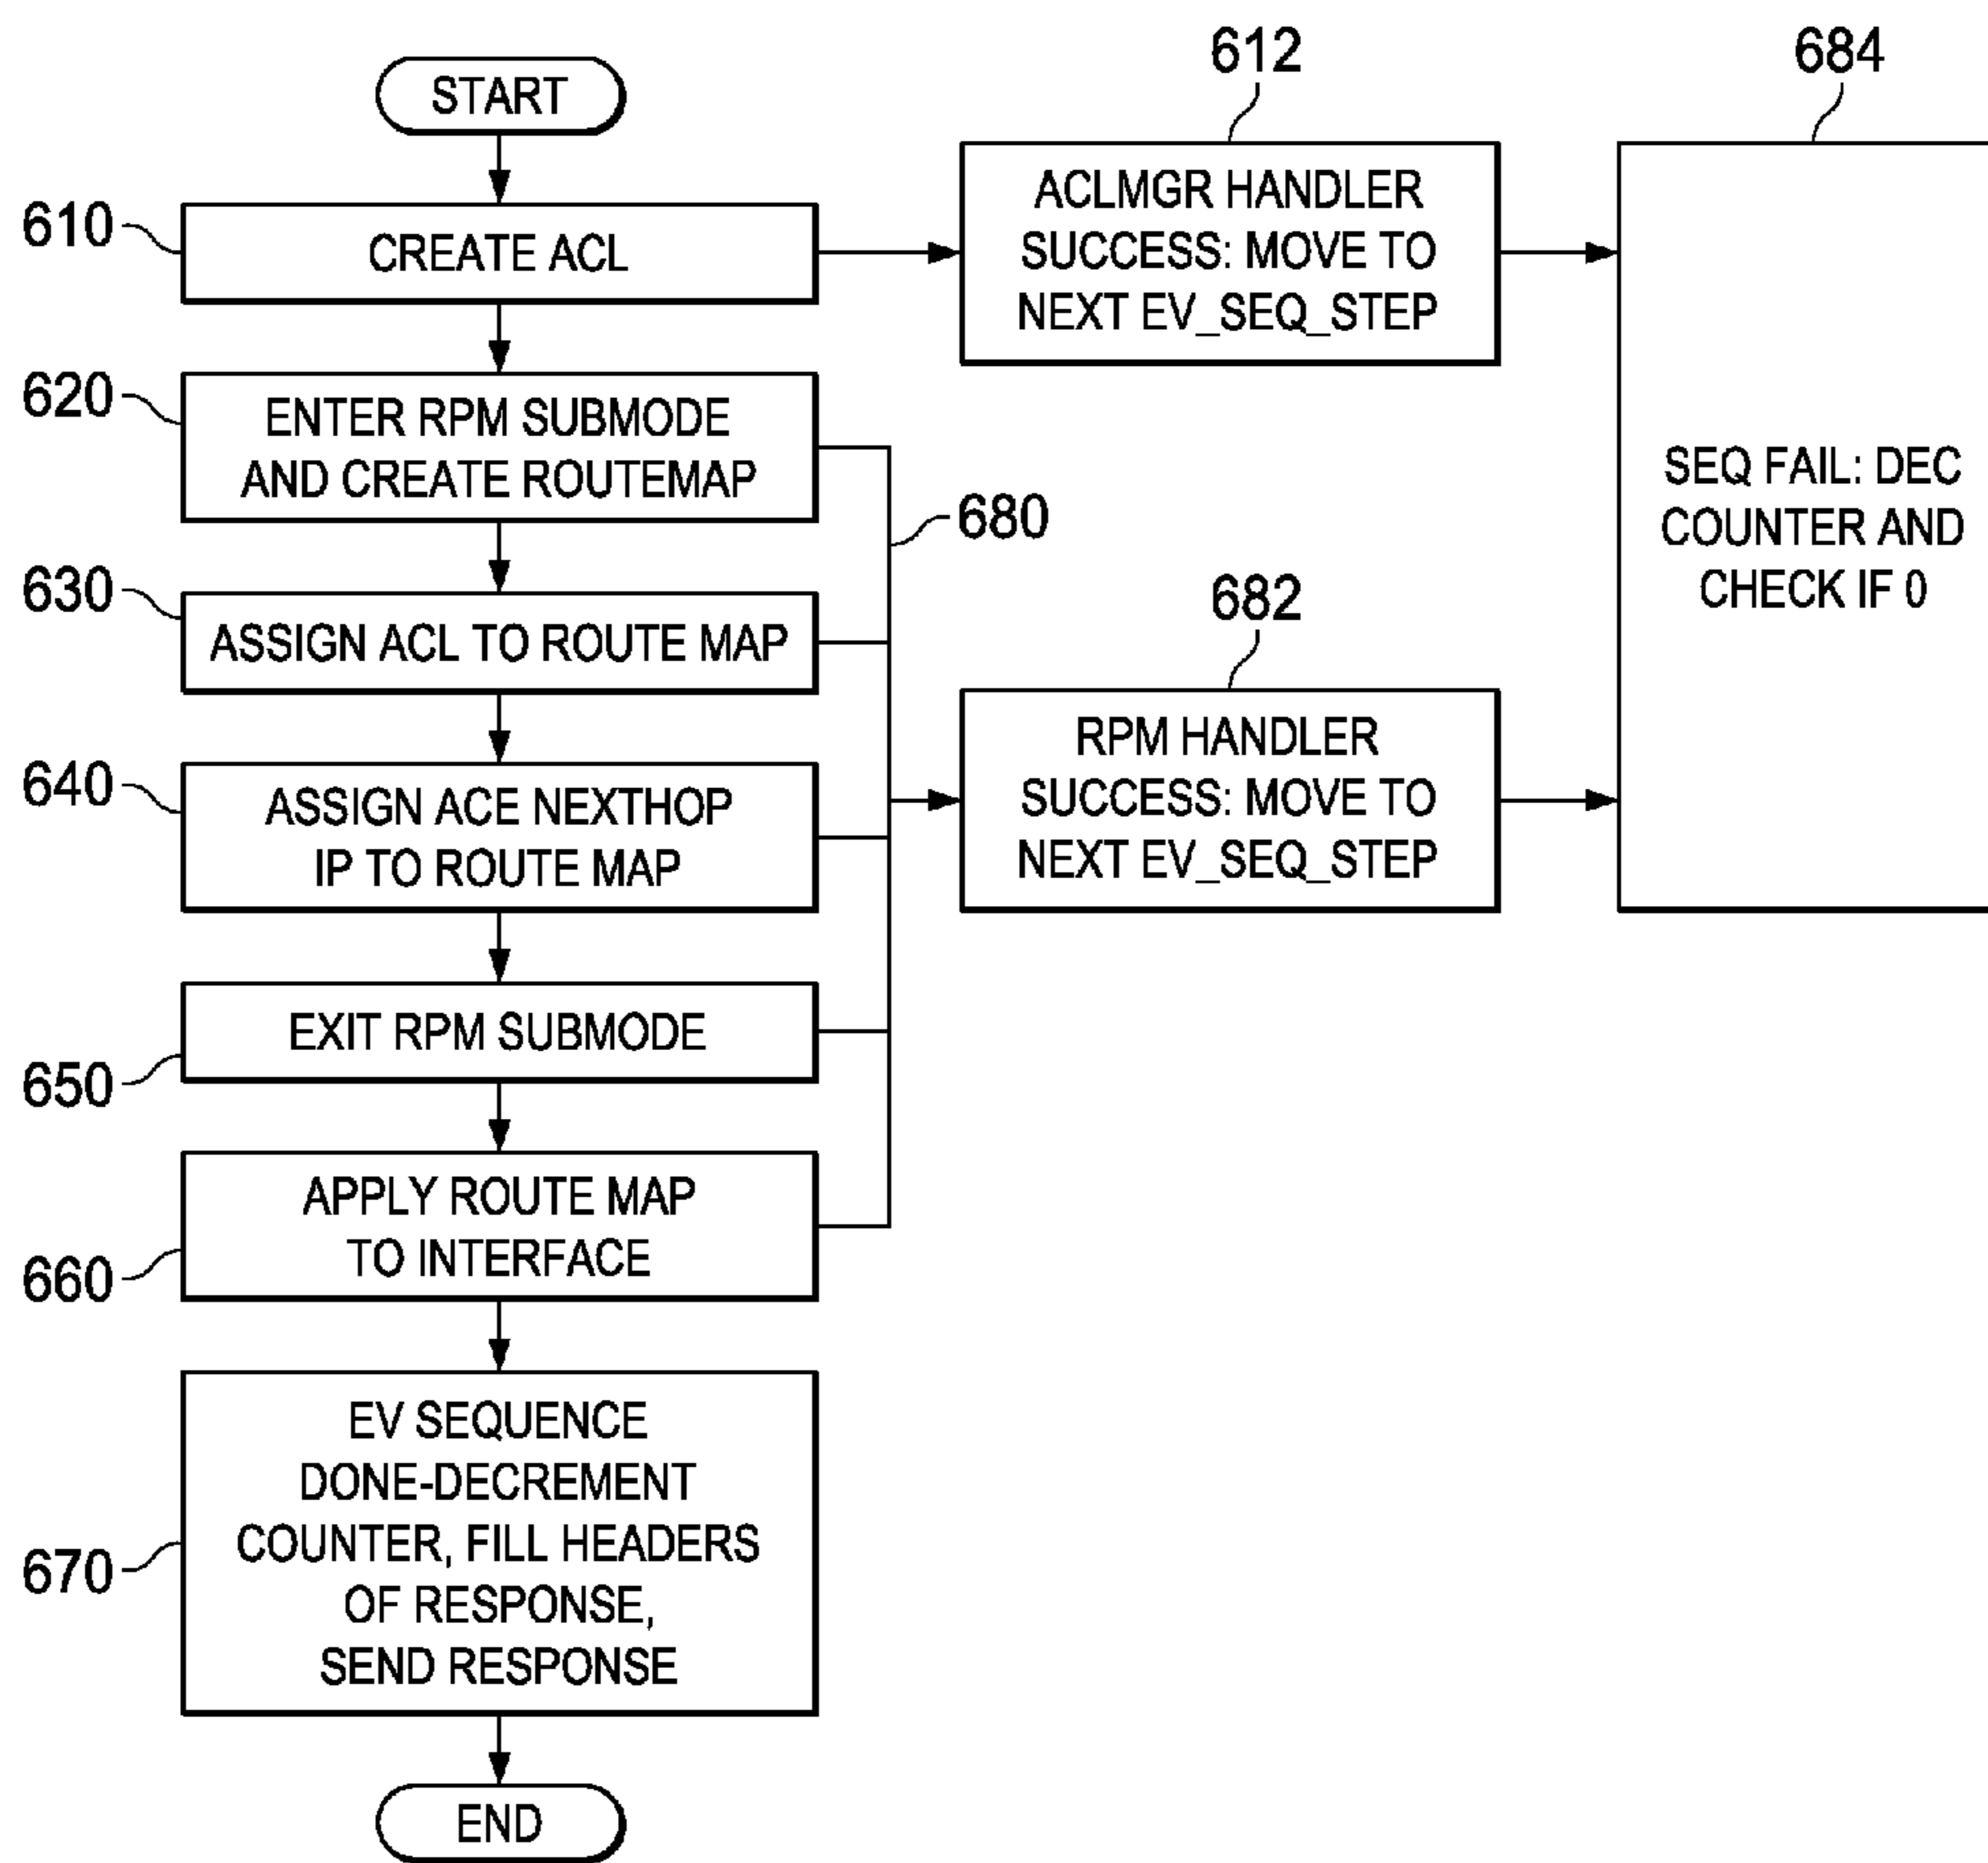 START
610
CREATE ACL
612
ACLMGR HANDLER
SUCCESS: MOVE TO
NEXT EV_SEQ_STEP
684
SEQ FAIL: DEC
COUNTER AND
CHECK IF 0
620
ENTER RPM SUBMODE
AND CREATE ROUTEMAP
680
630
ASSIGN ACL TO ROUTE MAP
682
RPM HANDLER
SUCCESS: MOVE TO
NEXT EV_SEQ_STEP
640
ASSIGN ACE NEXTHOP
IP TO ROUTE MAP
650
EXIT RPM SUBMODE
660
APPLY ROUTE MAP
TO INTERFACE
670
EV SEQUENCE
DONE-DECREMENT
COUNTER, FILL HEADERS
OF RESPONSE,
SEND RESPONSE
END